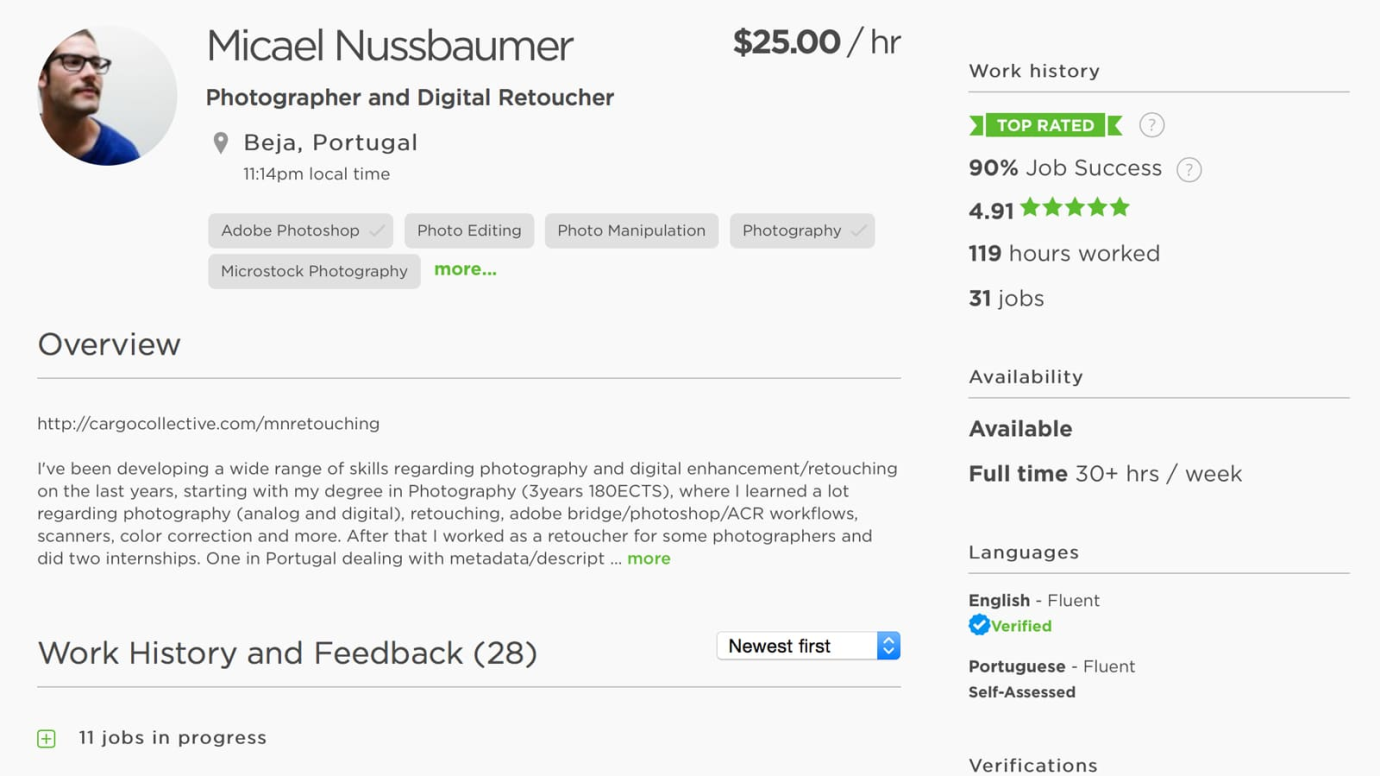 Micael Nussbaumer
$25.00 / hr
Photographer and Digital Retoucher
Beja, Portugal
11:14pm local time
Adobe Photoshop
Photo Editing
Photo Manipulation
Photography
Microstock Photography
more...
Overview
http://cargocollective.com/mnretouching
I've been developing a wide range of skills regarding photography and digital enhancement/retouching
on the last years, starting with my degree in Photography (3years 180ECTS), where I learned a lot
regarding photography (analog and digital), retouching, adobe bridge/photoshop/ACR workflows,
scanners, color correction and more. After that I worked as a retoucher for some photographers and
did two internships. One in Portugal dealing with metadata/descript ... more
Work History and Feedback (28)
Newest first
11 jobs in progress
Work history
TOP RATED ?
90% Job Success ?
4.91
119 hours worked
31 jobs
Availability
Available
Full time 30+ hrs / week
Languages
English - Fluent
Verified
Portuguese - Fluent
Self-Assessed
Verifications